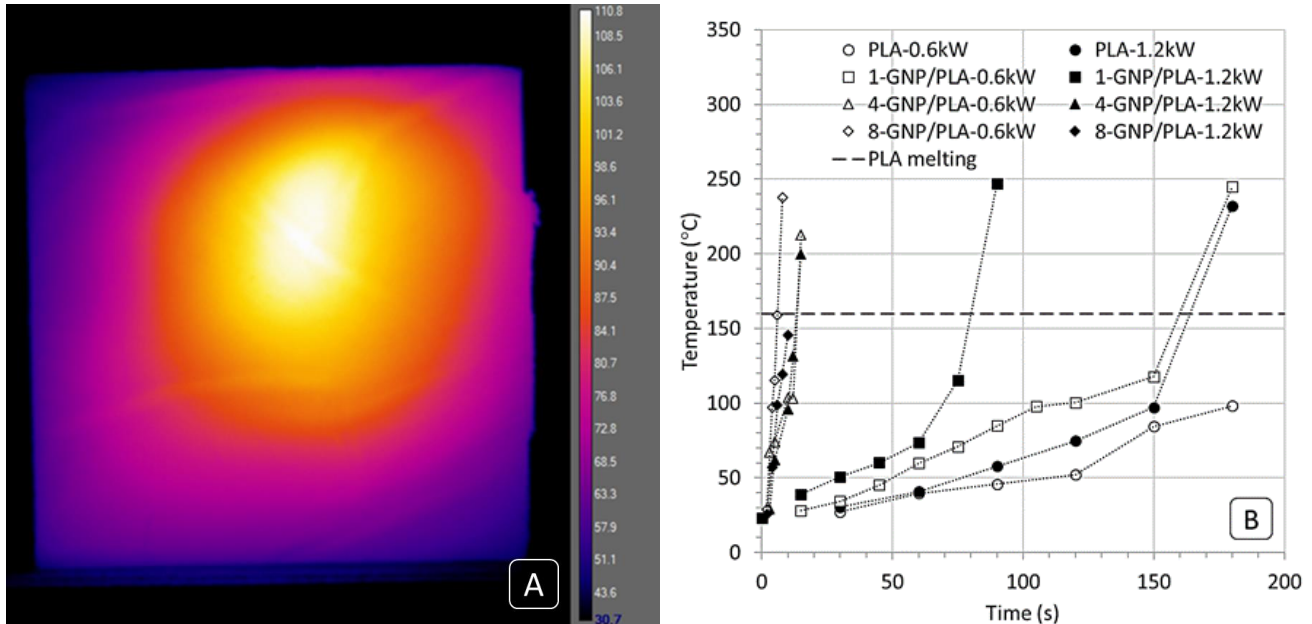 110.8
108.5
106.1
103.6
101.2
98.6
96.1
93.4
90.4
87.5
84.1
80.7
76.8
72.8
68.5
63.3
57.9
51.1
43.6
30.7
A
350
300
250
200
150
100
50
0
Temperature (°C)
PLA-0.6kW
PLA-1.2kW
1-GNP/PLA-0.6kW
1-GNP/PLA-1.2kW
4-GNP/PLA-0.6kW
4-GNP/PLA-1.2kW
8-GNP/PLA-0.6kW
8-GNP/PLA-1.2kW
PLA melting
B
0
50
100
150
200
Time (s)